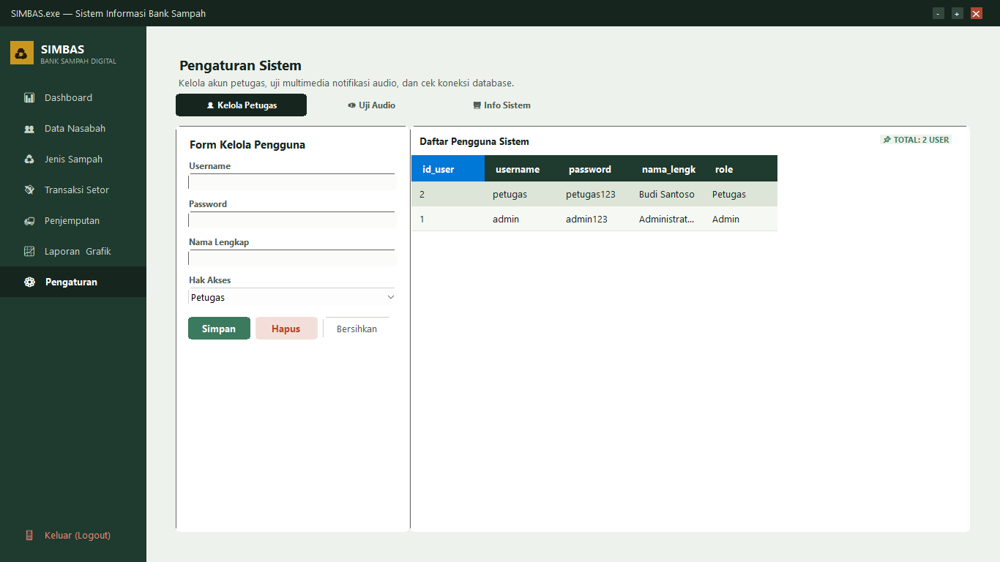 SIMBAS.exe — Sistem Informasi Bank Sampah
- + ×
SIMBAS
BANK SAMPAH DIGITAL
Dashboard
Data Nasabah
Jenis Sampah
Transaksi Setor
Penjemputan
Laporan Grafik
Pengaturan
Keluar (Logout)
Pengaturan Sistem
Kelola akun petugas, uji multimedia notifikasi audio, dan cek koneksi database.
Kelola Petugas Uji Audio Info Sistem
Form Kelola Pengguna
Username
Password
Nama Lengkap
Hak Akses
Petugas
Simpan Hapus Bersihkan
Daftar Pengguna Sistem TOTAL: 2 USER
id_user username password nama_lengk role
2 petugas petugas123 Budi Santoso Petugas
1 admin admin123 Administrat... Admin